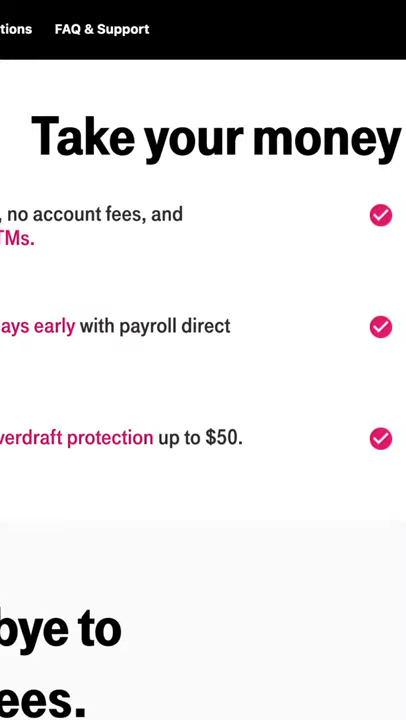 tions FAQ & Support
Take your money
, no account fees, and
TMs.
ays early with payroll direct
verdraft protection up to $50.
bye to
ees.